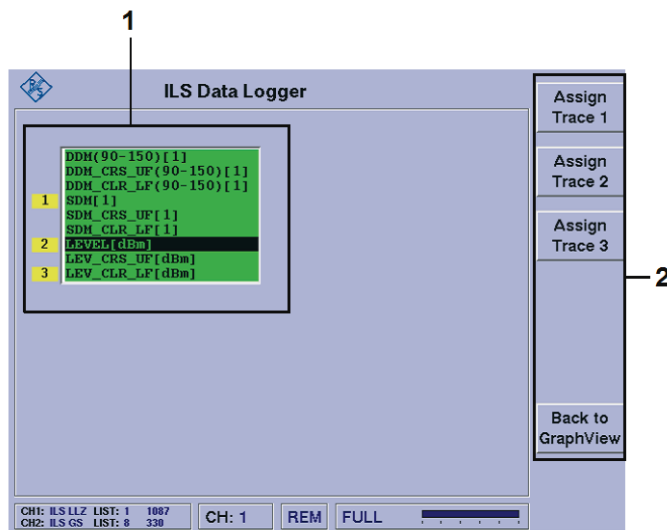 1
ILS Data Logger
DDM(90-150)[1]
DDM_CRS_UF(90-150)[1]
DDM_CLR_LF(90-150)[1]
1 SDM[1]
SDM_CRS_UF[1]
SDM_CLR_LF[1]
2 LEVEL[dBm]
LEV_CRS_UF[dBm]
3 LEV_CLR_LF[dBm]
Assign
Trace 1
Assign
Trace 2
Assign
Trace 3
2
Back to
GraphView
CH1: ILS LLZ LIST: 1 1087
CH2: ILS GS LIST: 8 330
CH: 1
REM
FULL